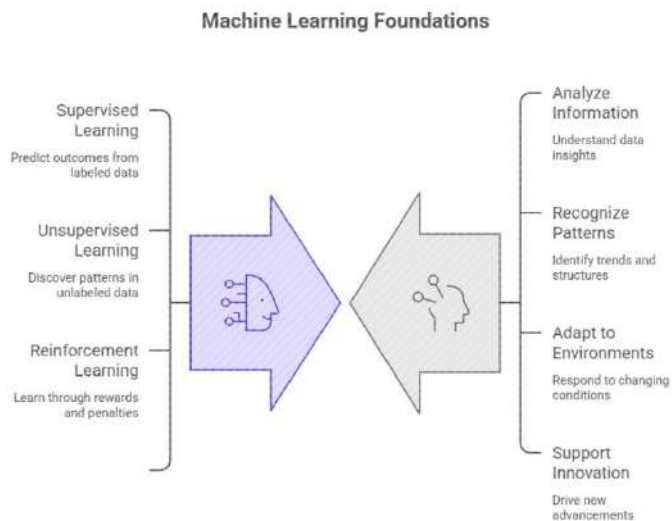 Machine Learning Foundations
Supervised
Learning
Predict outcomes from
labeled data
Unsupervised
Learning
Discover patterns in
unlabeled data
Reinforcement
Learning
Learn through rewards
and penalties
Analyze
Information
Understand data
insights
Recognize
Patterns
Identify trends and
structures
Adapt to
Environments
Respond to changing
conditions
Support
Innovation
Drive new
advancements